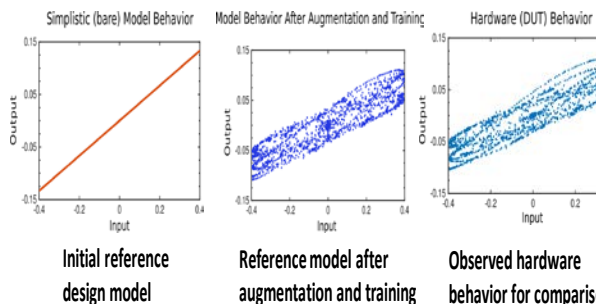 Simplistic (bare) Model Behavior
0.15
0.05
-0.05
-0.15
-0.4
-0.2
0
0.2
0.4
Output
Input
Initial reference
design model
Model Behavior After Augmentation and Training
0.15
0.05
-0.05
-0.15
-0.4
-0.2
0
0.2
0.4
Output
Input
Reference model after
augmentation and training
Hardware (DUT) Behavior
0.15
0.05
-0.05
-0.15
-0.4
-0.2
0
0.2
Output
Input
Observed hardware
behavior for comparis